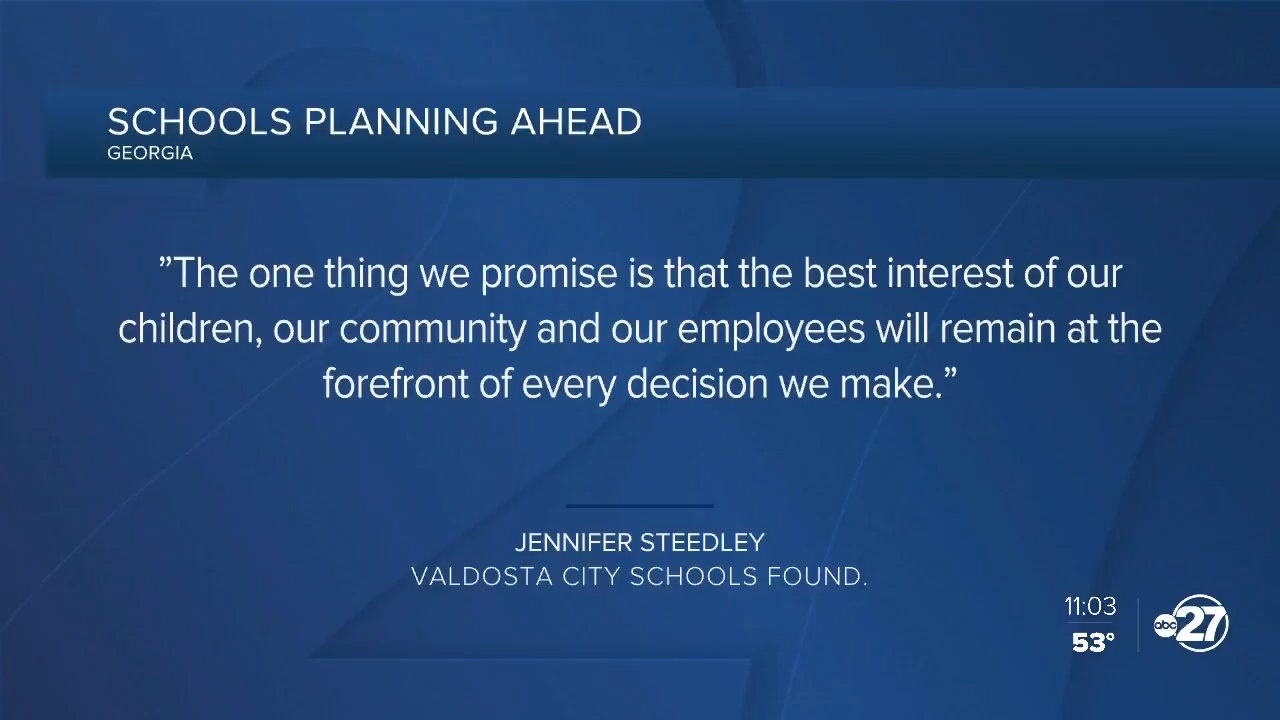 SCHOOLS PLANNING AHEAD
GEORGIA
”The one thing we promise is that the best interest of our
children, our community and our employees will remain at the
forefront of every decision we make.”
JENNIFER STEEDLEY
VALDOSTA CITY SCHOOLS FOUND.
11:03
53°
abc 27